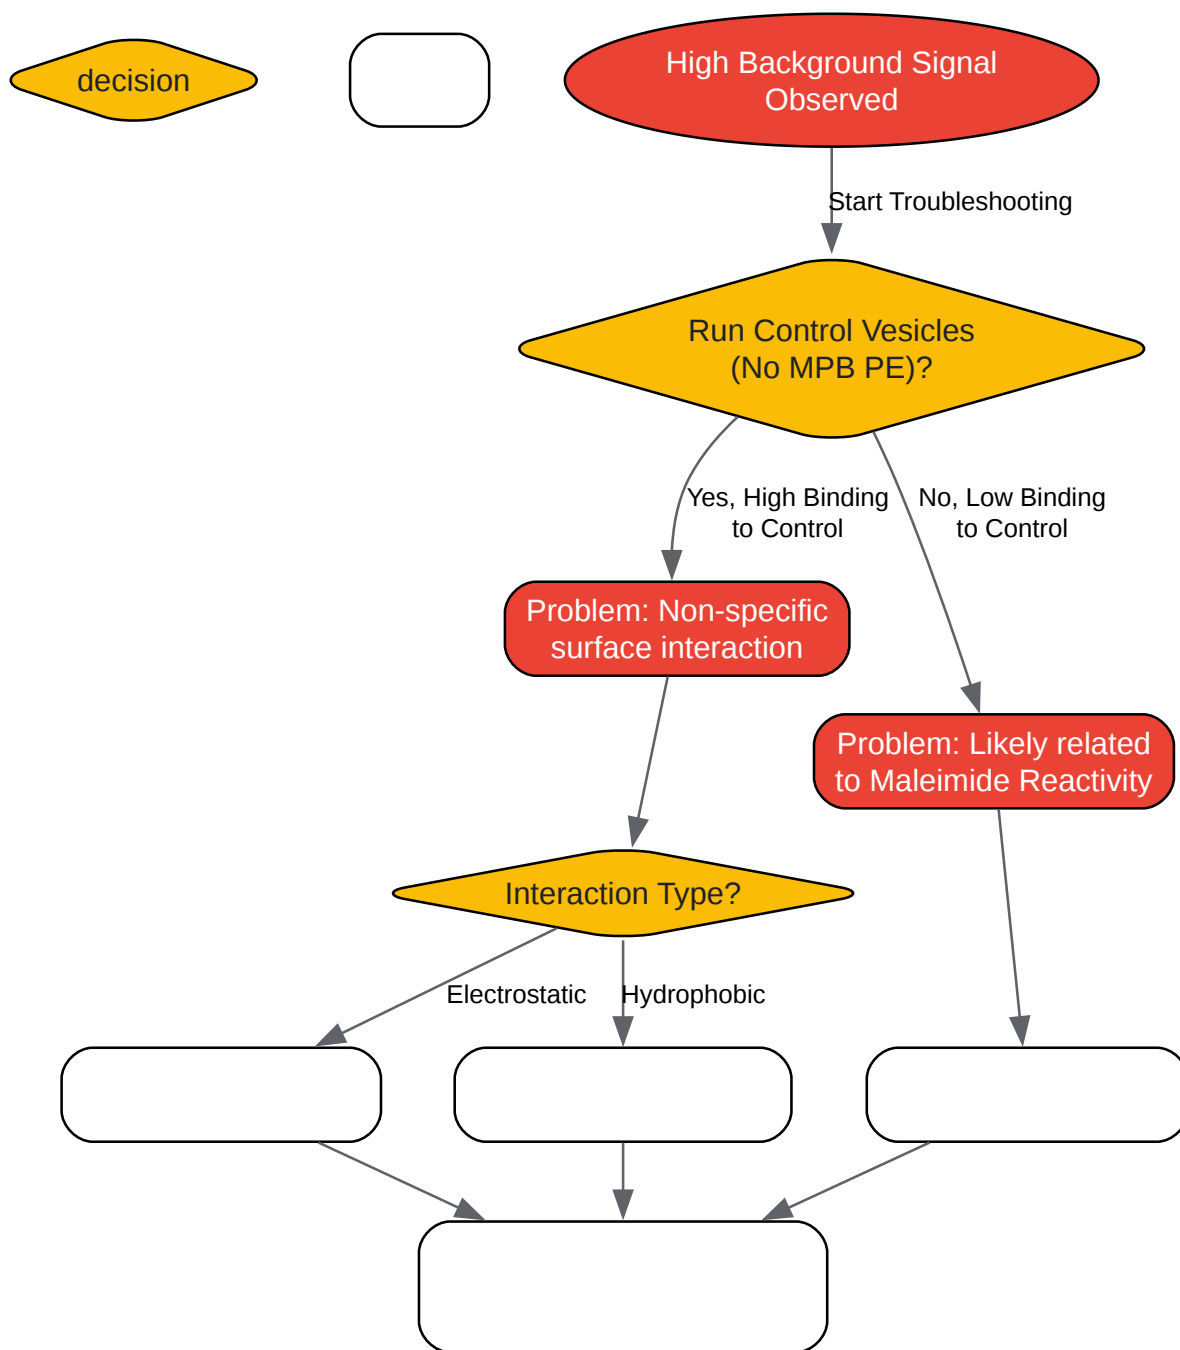 decision
High Background Signal
Observed
Start Troubleshooting
Run Control Vesicles
(No MPB PE)?
Yes, High Binding
to Control
No, Low Binding
to Control
Problem: Non-specific
surface interaction
Problem: Likely related
to Maleimide Reactivity
Interaction Type?
Electrostatic
Hydrophobic